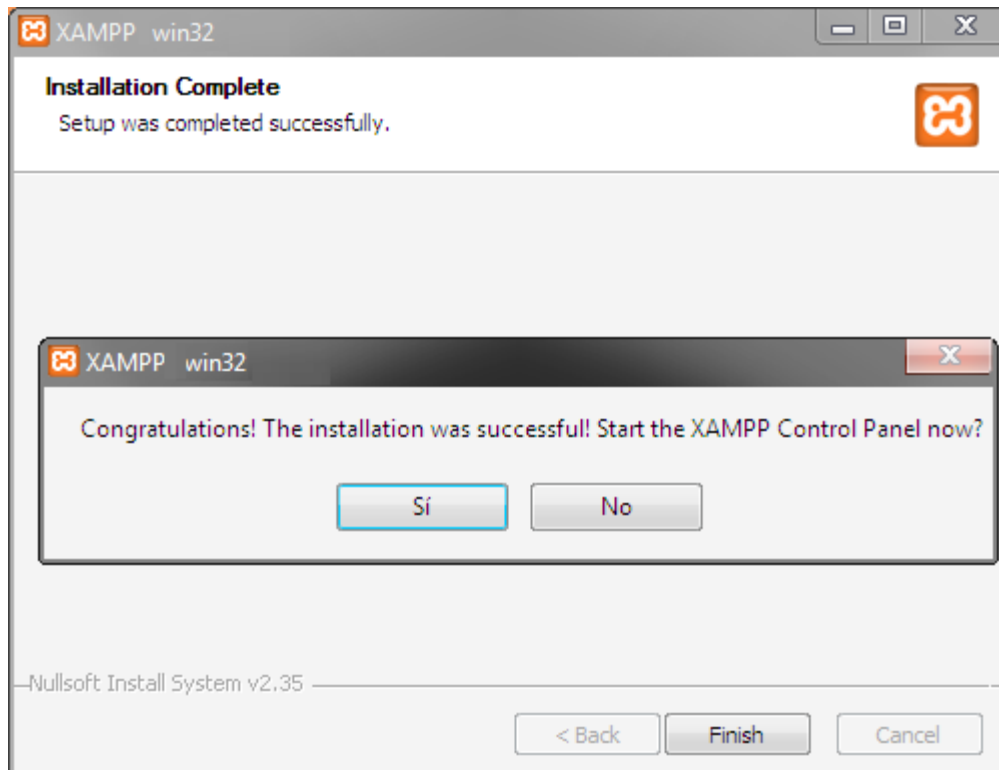 XAMPP win32
Installation Complete
Setup was completed successfully.
XAMPP win32
Congratulations! The installation was successful! Start the XAMPP Control Panel now?
Sí
No
Nullsoft Install System v2.35
< Back
Finish
Cancel